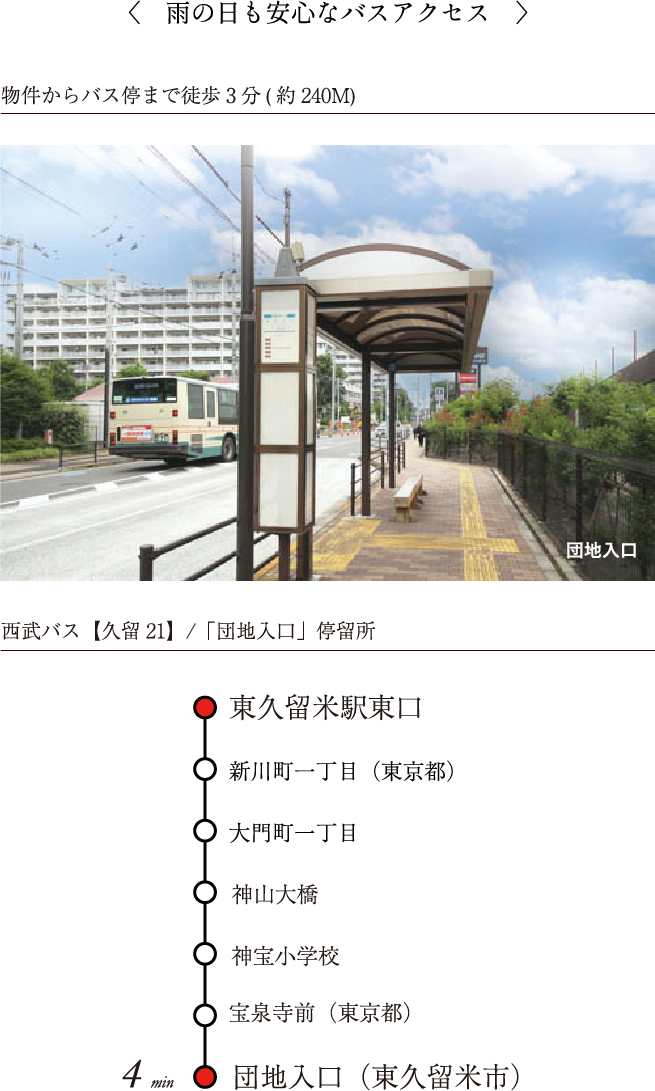 〈 雨の日も安心なバスアクセス 〉
物件からバス停まで徒歩3分(約240M)
団地入口
西武バス【久留21】/「団地入口」停留所
東久留米駅東口
新川町一丁目（東京都）
大門町一丁目
神山大橋
神宝小学校
宝泉寺前（東京都）
4 min 団地入口（東久留米市）